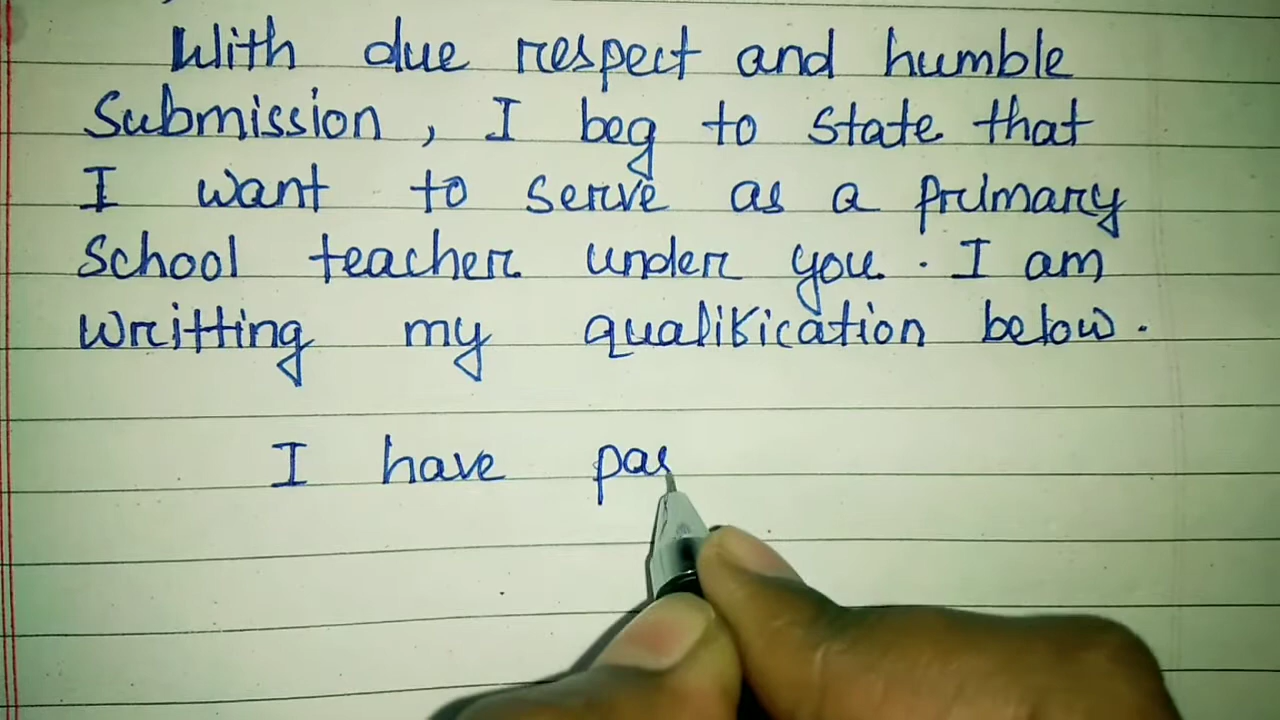 With due respect and humble
Submission, I beg to state that
I want to serve as a primary
School teacher under you. I am
writting my qualification below.
I have pas